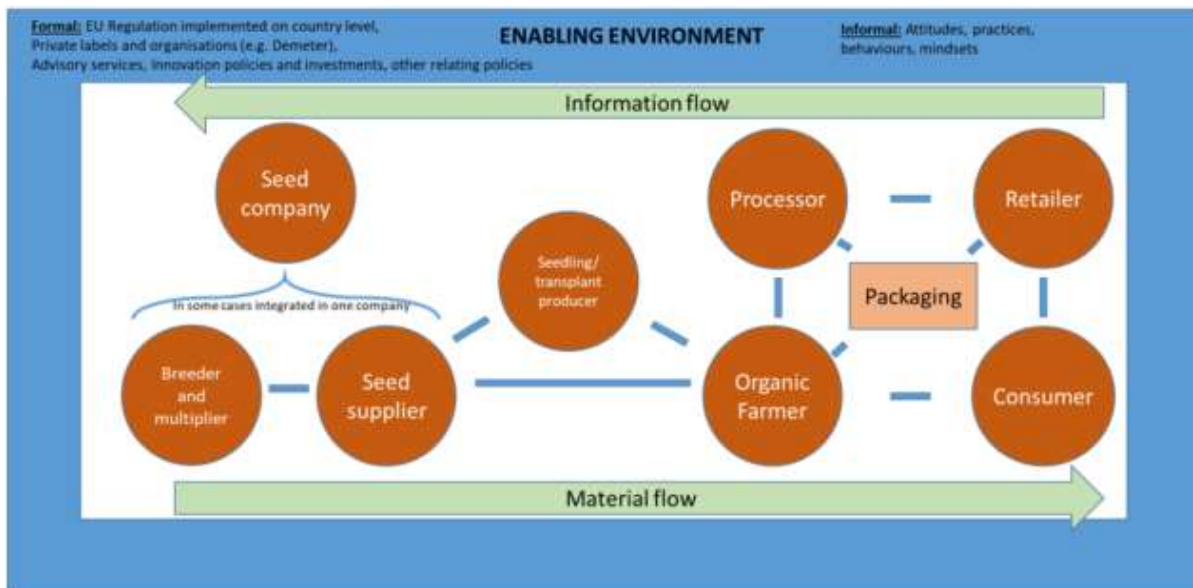 Formal: EU Regulation implemented on country level,
Private labels and organisations (e.g. Demeter),
Advisory services, Innovation policies and investments, other relating policies
ENABLING ENVIRONMENT
Informal: Attitudes, practices,
behaviours, mindsets
Information flow
Seed
company
Processor
Retailer
Seedling/
transplant
producer
Packaging
In some cases integrated in one company
Breeder
and
multiplier
Seed
supplier
Organic
Farmer
Consumer
Material flow